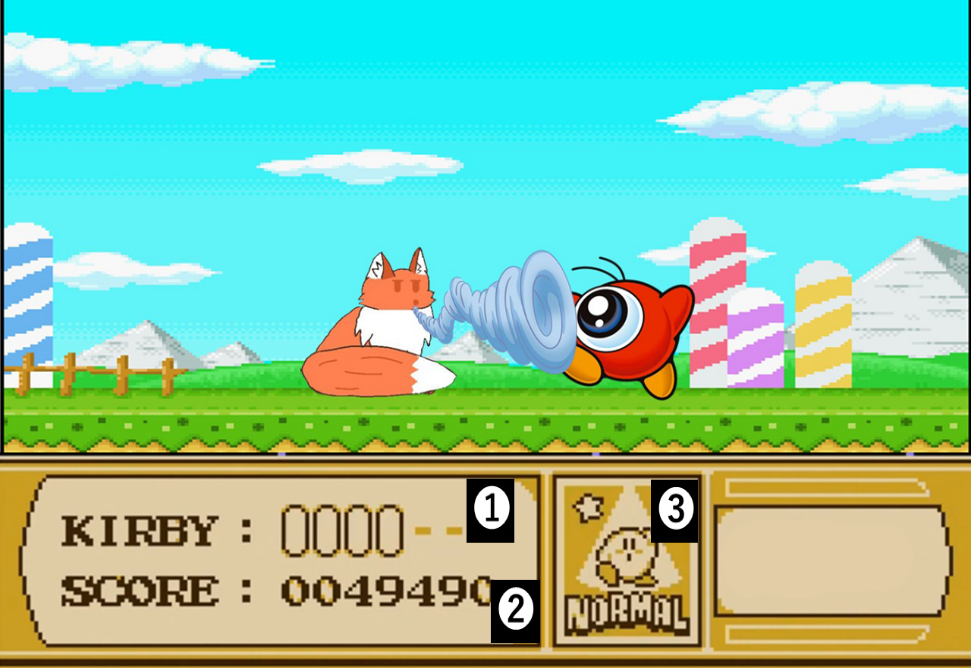 KIRBY : 0000--
1
SCORE : 0049490
2
3
NORMAL